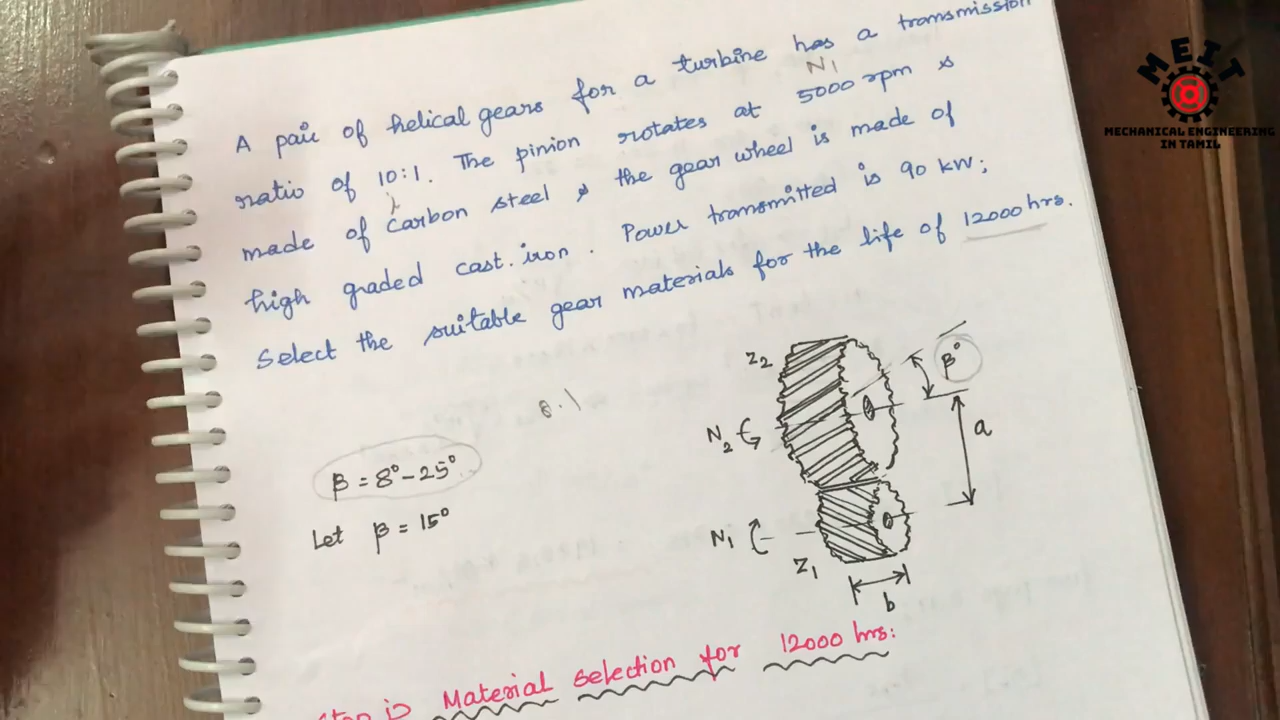 A pair of helical gears for a turbine has a transmission
ratio of 10:1. The pinion rotates at 5000 rpm &
N1
made of carbon steel & the gear wheel is made of
high graded cast.iron. Power transmitted is 90 kW;
Select the suitable gear materials for the life of 12000 hrs.
β = 8°-25°
Let β = 15°
Z2
β°
N2
a
N1
Z1
b
Step 1: Material selection for 12000 hrs:
MEIT
MECHANICAL ENGINEERING
IN TAMIL